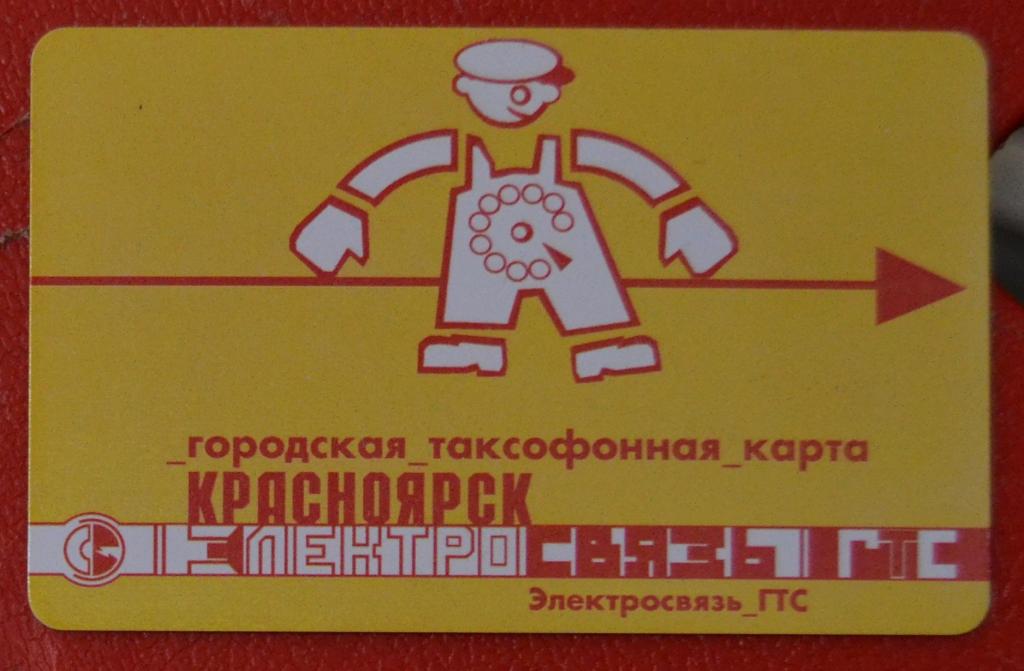 _городская_таксофонная_карта
КРАСНОЯРСК
ЭЛЕКТРОСВЯЗЬ ГТС
Электросвязь_ГТС